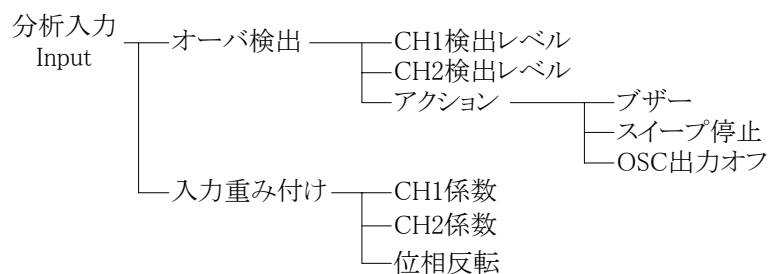 分析入力
Input
オーバ検出
CH1検出レベル
CH2検出レベル
アクション
ブザー
スイープ停止
OSC出力オフ
入力重み付け
CH1係数
CH2係数
位相反転